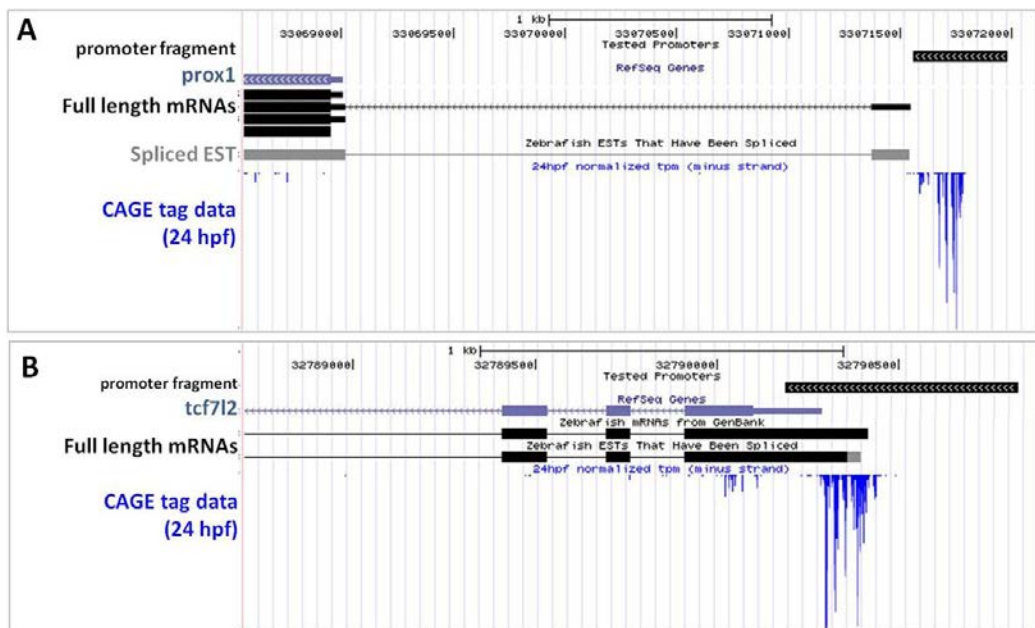 A
1 kb
33069000| 33069500| 33070000| 33070500| 33071000| 33071500| 33072000|
Tested Promoters
promoter fragment
RefSeq Genes
prox1
Full length mRNAs
Zebrafish ESTs That Have Been Spliced
Spliced EST
24hpf normalized tpm (minus strand)
CAGE tag data
(24 hpf)
B
1 kb
32789000| 32789500| 32790000| 32790500|
Tested Promoters
promoter fragment
RefSeq Genes
tcf7l2
Zebrafish mRNAs from GenBank
Full length mRNAs
Zebrafish ESTs That Have Been Spliced
24hpf normalized tpm (minus strand)
CAGE tag data
(24 hpf)